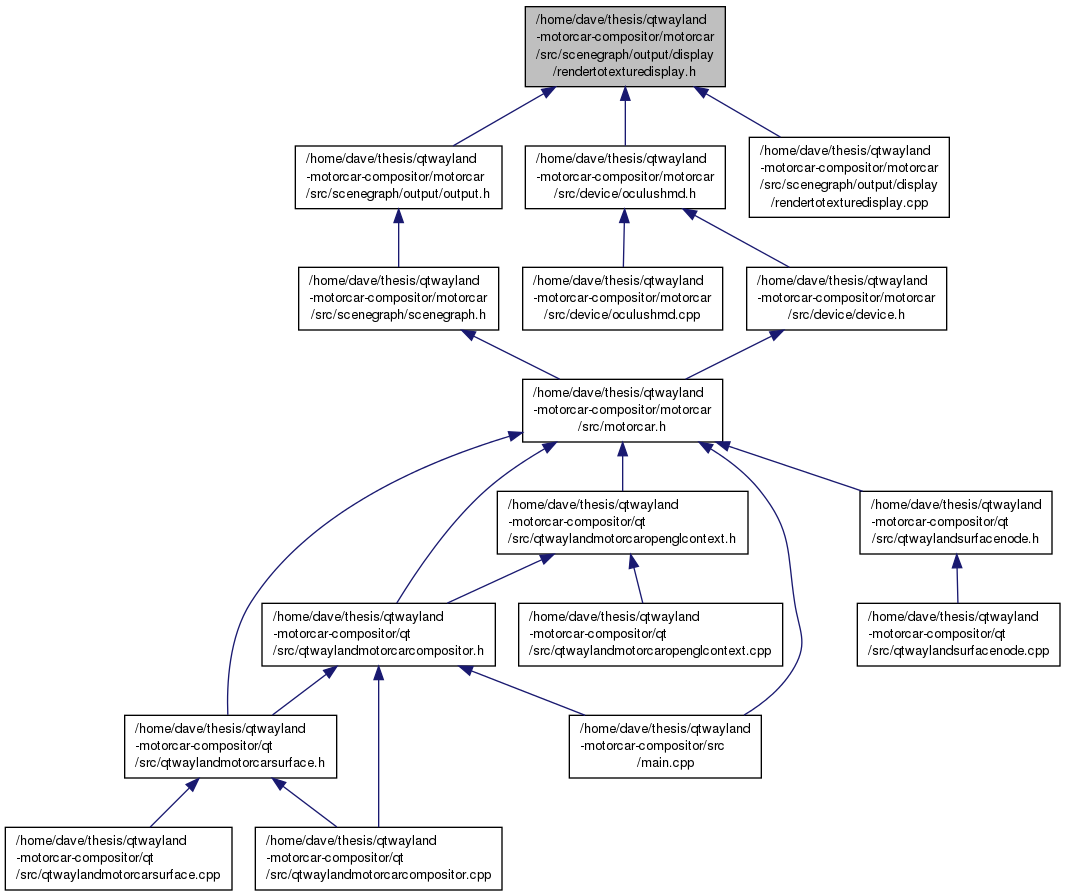 /home/dave/thesis/qtwayland
-motorcar-compositor/motorcar
/src/scenegraph/output/display
/rendertotexturedisplay.h
/home/dave/thesis/qtwayland
-motorcar-compositor/motorcar
/src/scenegraph/output/output.h
/home/dave/thesis/qtwayland
-motorcar-compositor/motorcar
/src/device/oculushmd.h
/home/dave/thesis/qtwayland
-motorcar-compositor/motorcar
/src/scenegraph/output/display
/rendertotexturedisplay.cpp
/home/dave/thesis/qtwayland
-motorcar-compositor/motorcar
/src/scenegraph/scenegraph.h
/home/dave/thesis/qtwayland
-motorcar-compositor/motorcar
/src/device/oculushmd.cpp
/home/dave/thesis/qtwayland
-motorcar-compositor/motorcar
/src/device/device.h
/home/dave/thesis/qtwayland
-motorcar-compositor/motorcar
/src/motorcar.h
/home/dave/thesis/qtwayland
-motorcar-compositor/qt
/src/qtwaylandmotorcaropenglcontext.h
/home/dave/thesis/qtwayland
-motorcar-compositor/qt
/src/qtwaylandsurfacenode.h
/home/dave/thesis/qtwayland
-motorcar-compositor/qt
/src/qtwaylandmotorcarcompositor.h
/home/dave/thesis/qtwayland
-motorcar-compositor/qt
/src/qtwaylandmotorcaropenglcontext.cpp
/home/dave/thesis/qtwayland
-motorcar-compositor/qt
/src/qtwaylandsurfacenode.cpp
/home/dave/thesis/qtwayland
-motorcar-compositor/qt
/src/qtwaylandmotorcarsurface.h
/home/dave/thesis/qtwayland
-motorcar-compositor/src
/main.cpp
/home/dave/thesis/qtwayland
-motorcar-compositor/qt
/src/qtwaylandmotorcarsurface.cpp
/home/dave/thesis/qtwayland
-motorcar-compositor/qt
/src/qtwaylandmotorcarcompositor.cpp